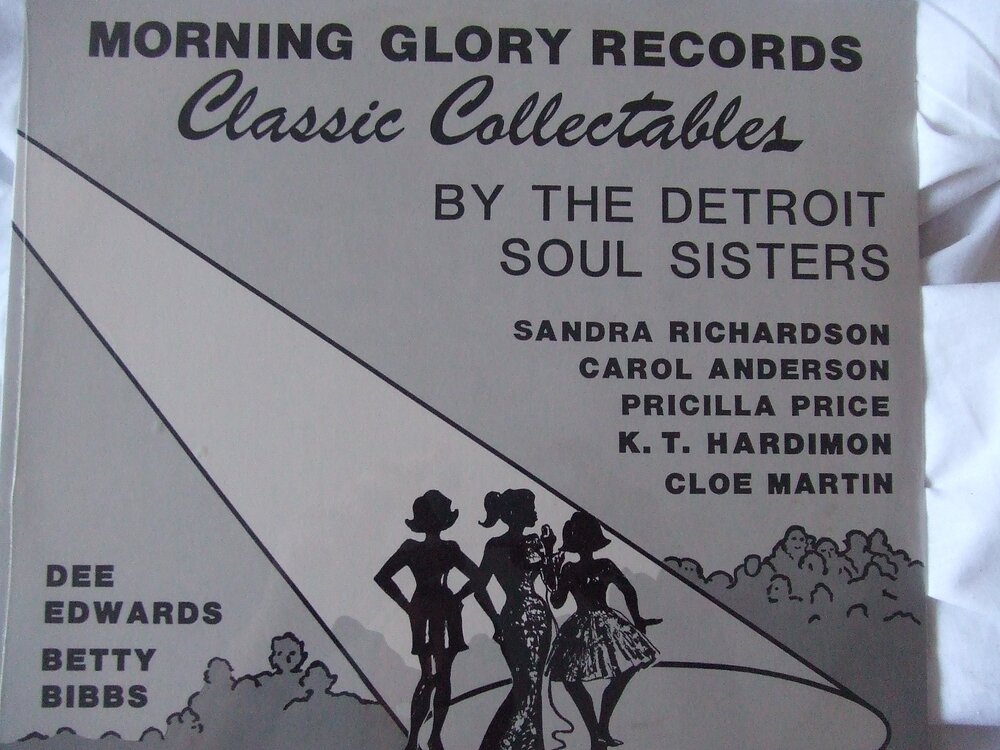 MORNING GLORY RECORDS
Classic Collectables
BY THE DETROIT
SOUL SISTERS
SANDRA RICHARDSON
CAROL ANDERSON
PRICILLA PRICE
K. T. HARDIMON
CLOE MARTIN
DEE
EDWARDS
BETTY
BIBBS